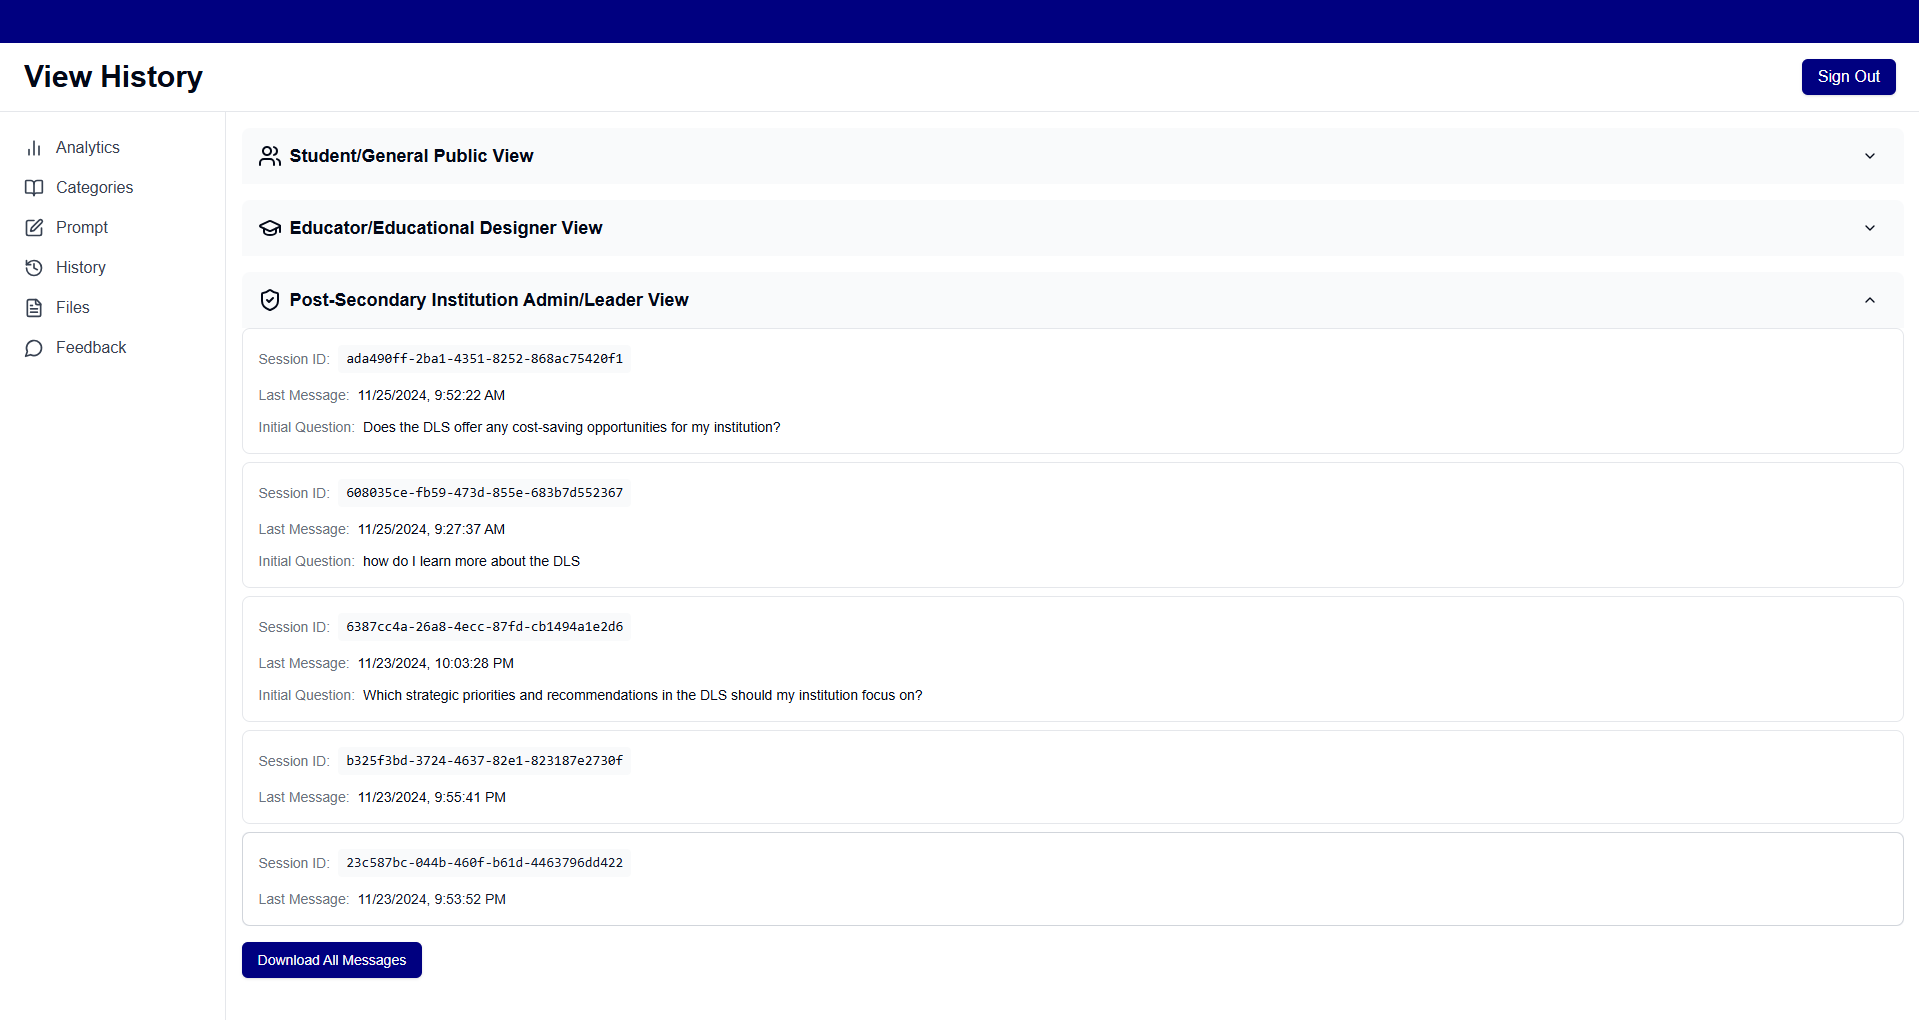 View History
Sign Out
Analytics
Categories
Prompt
History
Files
Feedback
Student/General Public View
Educator/Educational Designer View
Post-Secondary Institution Admin/Leader View
Session ID: ada490ff-2ba1-4351-8252-868ac75420f1
Last Message: 11/25/2024, 9:52:22 AM
Initial Question: Does the DLS offer any cost-saving opportunities for my institution?
Session ID: 608035ce-fb59-473d-855e-683b7d552367
Last Message: 11/25/2024, 9:27:37 AM
Initial Question: how do I learn more about the DLS
Session ID: 6387cc4a-26a8-4ecc-87fd-cb1494a1e2d6
Last Message: 11/23/2024, 10:03:28 PM
Initial Question: Which strategic priorities and recommendations in the DLS should my institution focus on?
Session ID: b325f3bd-3724-4637-82e1-823187e2730f
Last Message: 11/23/2024, 9:55:41 PM
Session ID: 23c587bc-044b-460f-b61d-4463796dd422
Last Message: 11/23/2024, 9:53:52 PM
Download All Messages